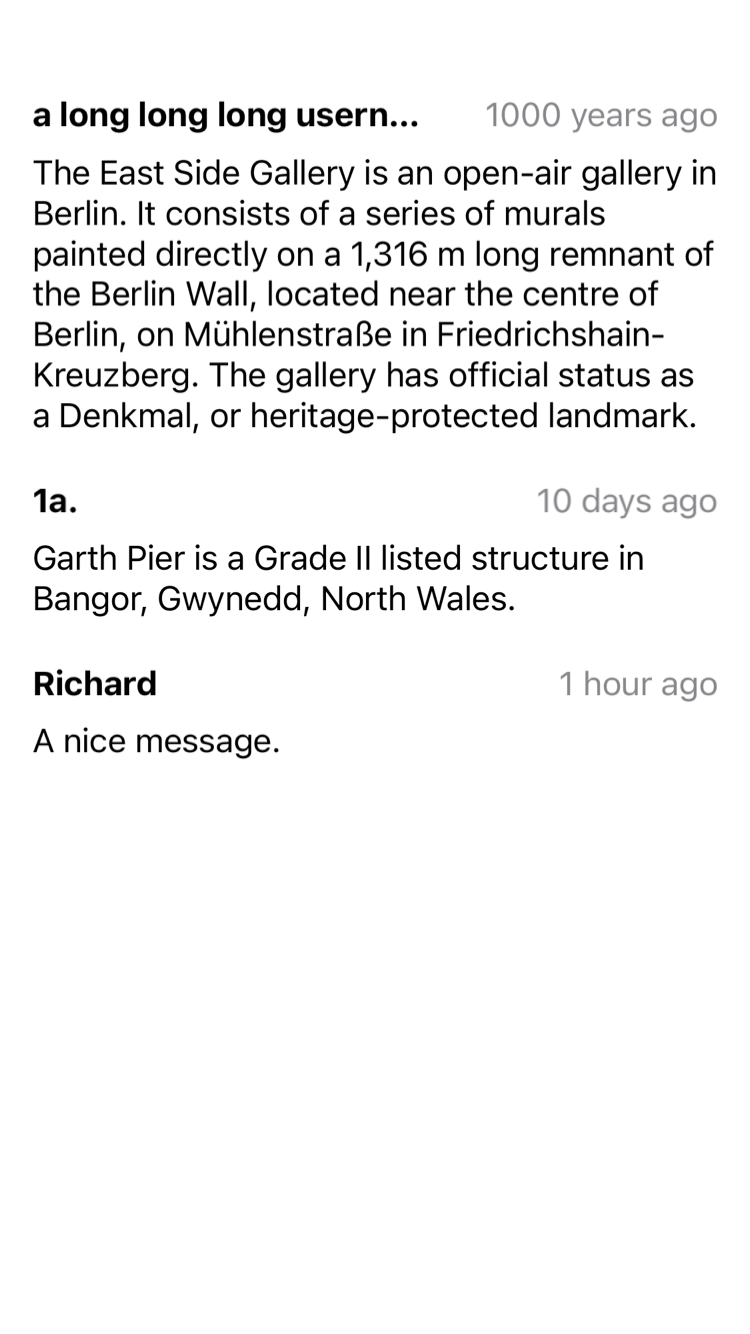 a long long long usern... 1000 years ago
The East Side Gallery is an open-air gallery in
Berlin. It consists of a series of murals
painted directly on a 1,316 m long remnant of
the Berlin Wall, located near the centre of
Berlin, on Mühlenstraße in Friedrichshain-
Kreuzberg. The gallery has official status as
a Denkmal, or heritage-protected landmark.
1a. 10 days ago
Garth Pier is a Grade II listed structure in
Bangor, Gwynedd, North Wales.
Richard 1 hour ago
A nice message.